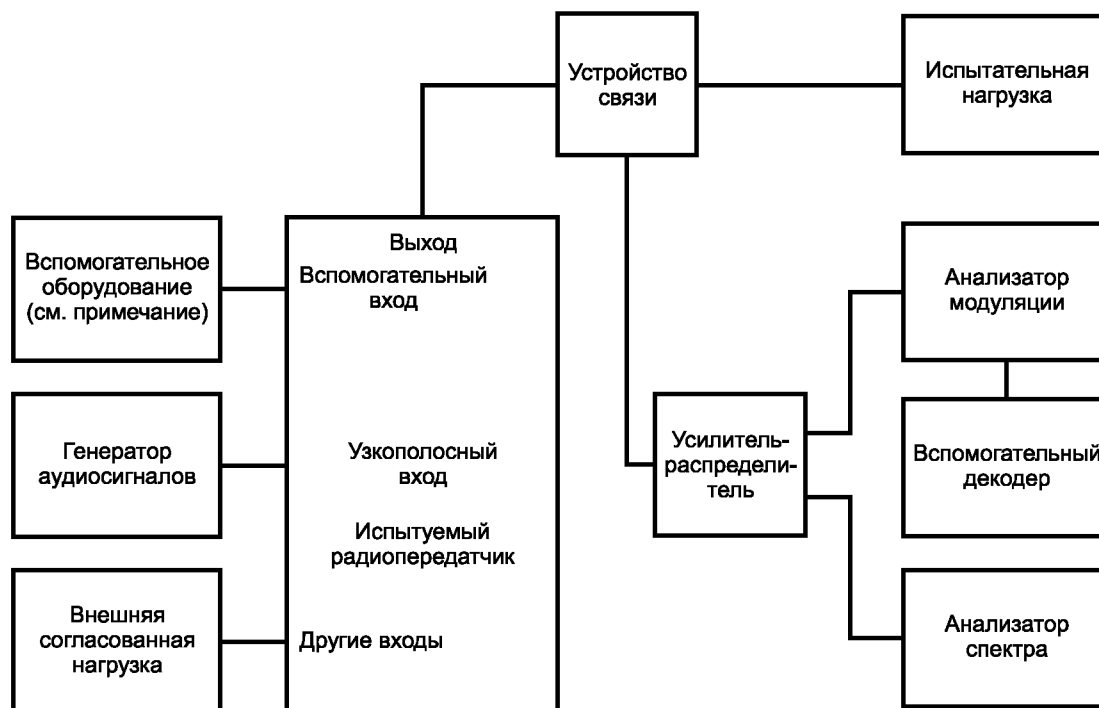 Устройство
связи
Испытательная
нагрузка
Вспомогательное
оборудование
(см. примечание)
Выход
Вспомогательный
вход
Анализатор
модуляции
Генератор
аудиосигналов
Узкополосный
вход
Усилитель-
распредели-
тель
Вспомогательный
декодер
Испытуемый
радиопередатчик
Внешняя
согласованная
нагрузка
Другие входы
Анализатор
спектра